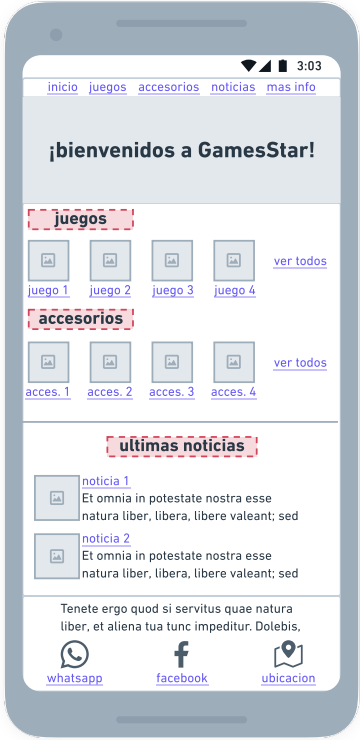 3:03
inicio juegos accesorios noticias mas info
¡bienvenidos a GamesStar!
juegos
juego 1 juego 2 juego 3 juego 4 ver todos
accesorios
acces. 1 acces. 2 acces. 3 acces. 4 ver todos
ultimas noticias
noticia 1
Et omnia in potestate nostra esse
natura liber, libera, libere valeant; sed
noticia 2
Et omnia in potestate nostra esse
natura liber, libera, libere valeant; sed
Tenete ergo quod si servitus quae natura
liber, et aliena tua tunc impeditur. Dolebis,
whatsapp facebook ubicacion